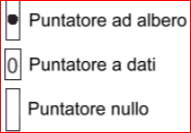 Puntatore ad albero
0 Puntatore a dati
Puntatore nullo